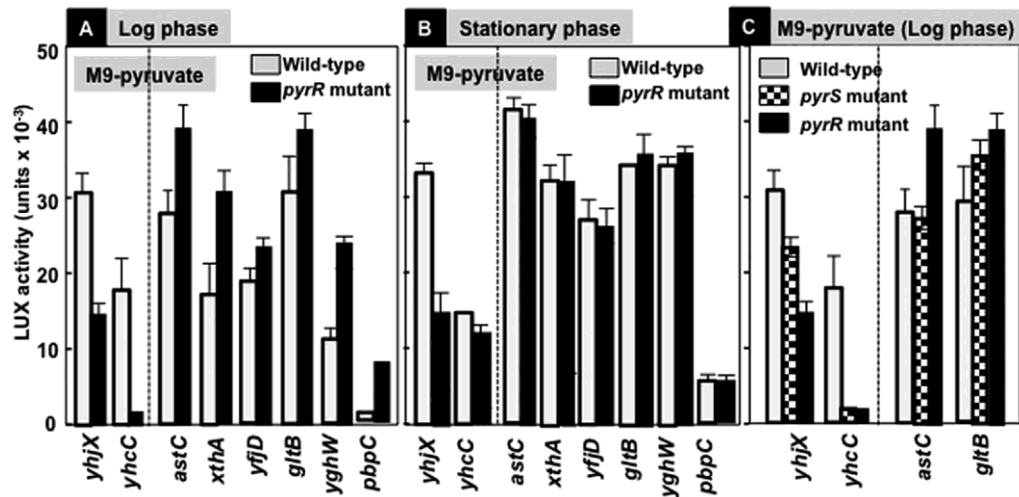 A Log phase
M9-pyruvate
Wild-type
pyrR mutant
B Stationary phase
M9-pyruvate
Wild-type
pyrR mutant
C M9-pyruvate (Log phase)
Wild-type
pyrS mutant
pyrR mutant
LUX activity (units x 10-3)
50
40
30
20
10
0
yhjX
yhcC
astC
xthA
yfjD
gltB
yghW
pbpC
yhjX
yhcC
astC
xthA
yfjD
gltB
yghW
pbpC
yhjX
yhcC
astC
gltB